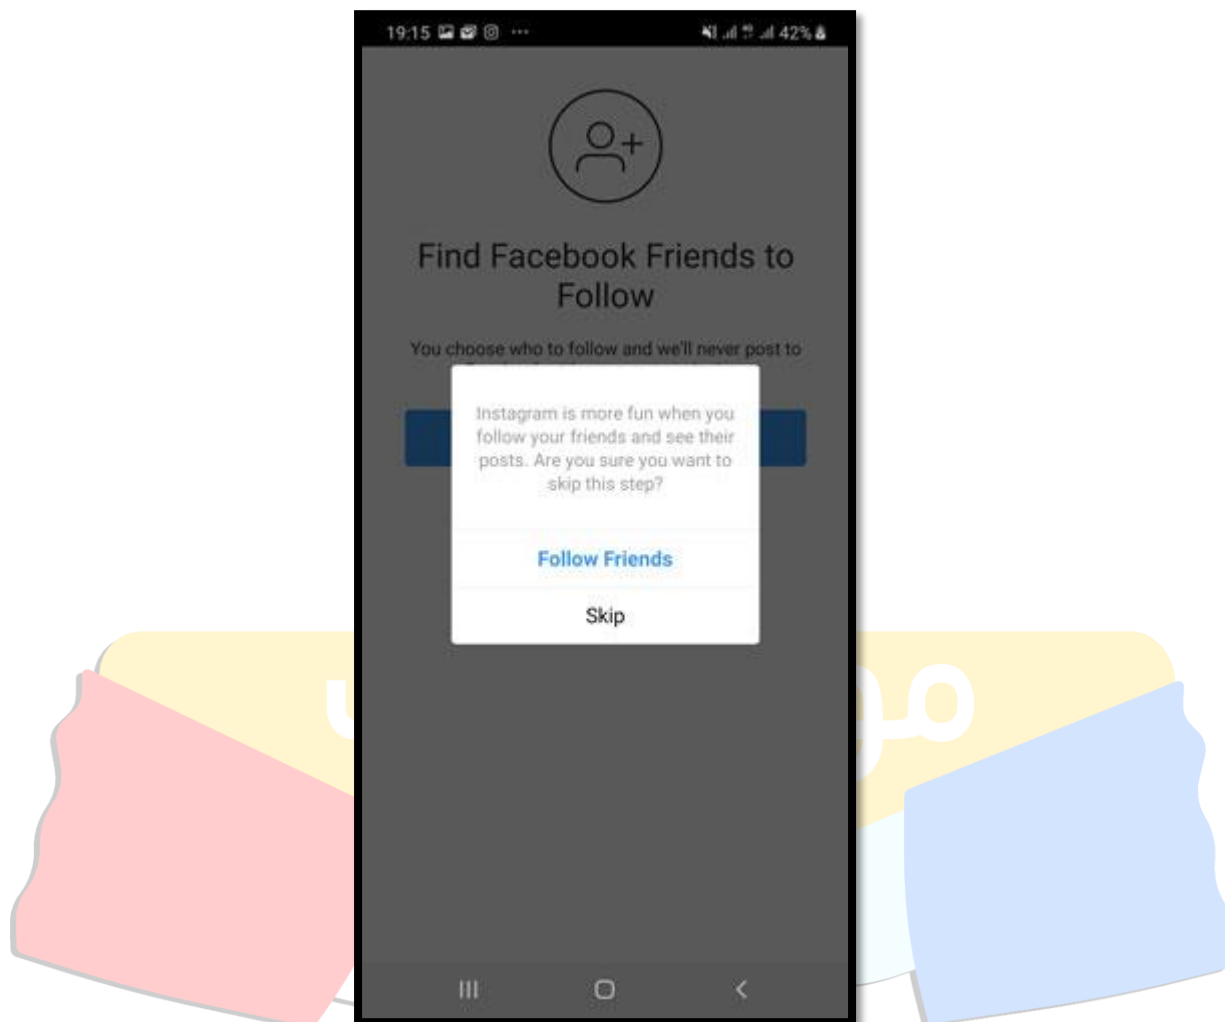 19:15
42%
Find Facebook Friends to
Follow
You choose who to follow and we'll never post to
Instagram is more fun when you
follow your friends and see their
posts. Are you sure you want to
skip this step?
Follow Friends
Skip